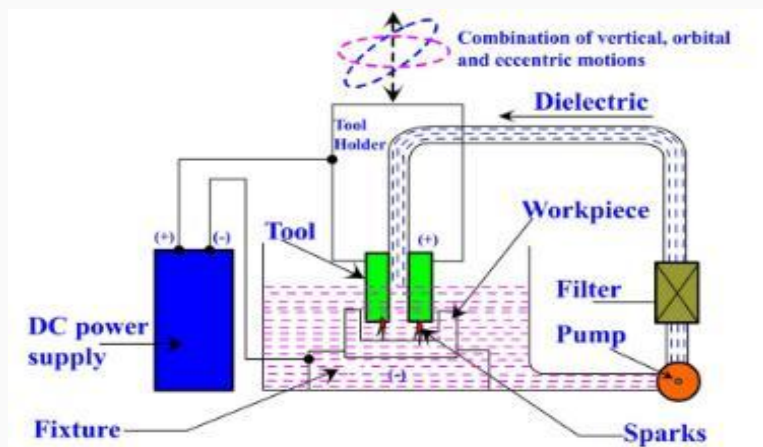 Combination of vertical, orbital
and eccentric motions
Dielectric
Tool
Holder
Workpiece
(+)
(-)
Tool
(+)
DC power
supply
Filter
Pump
(-)
Fixture
Sparks